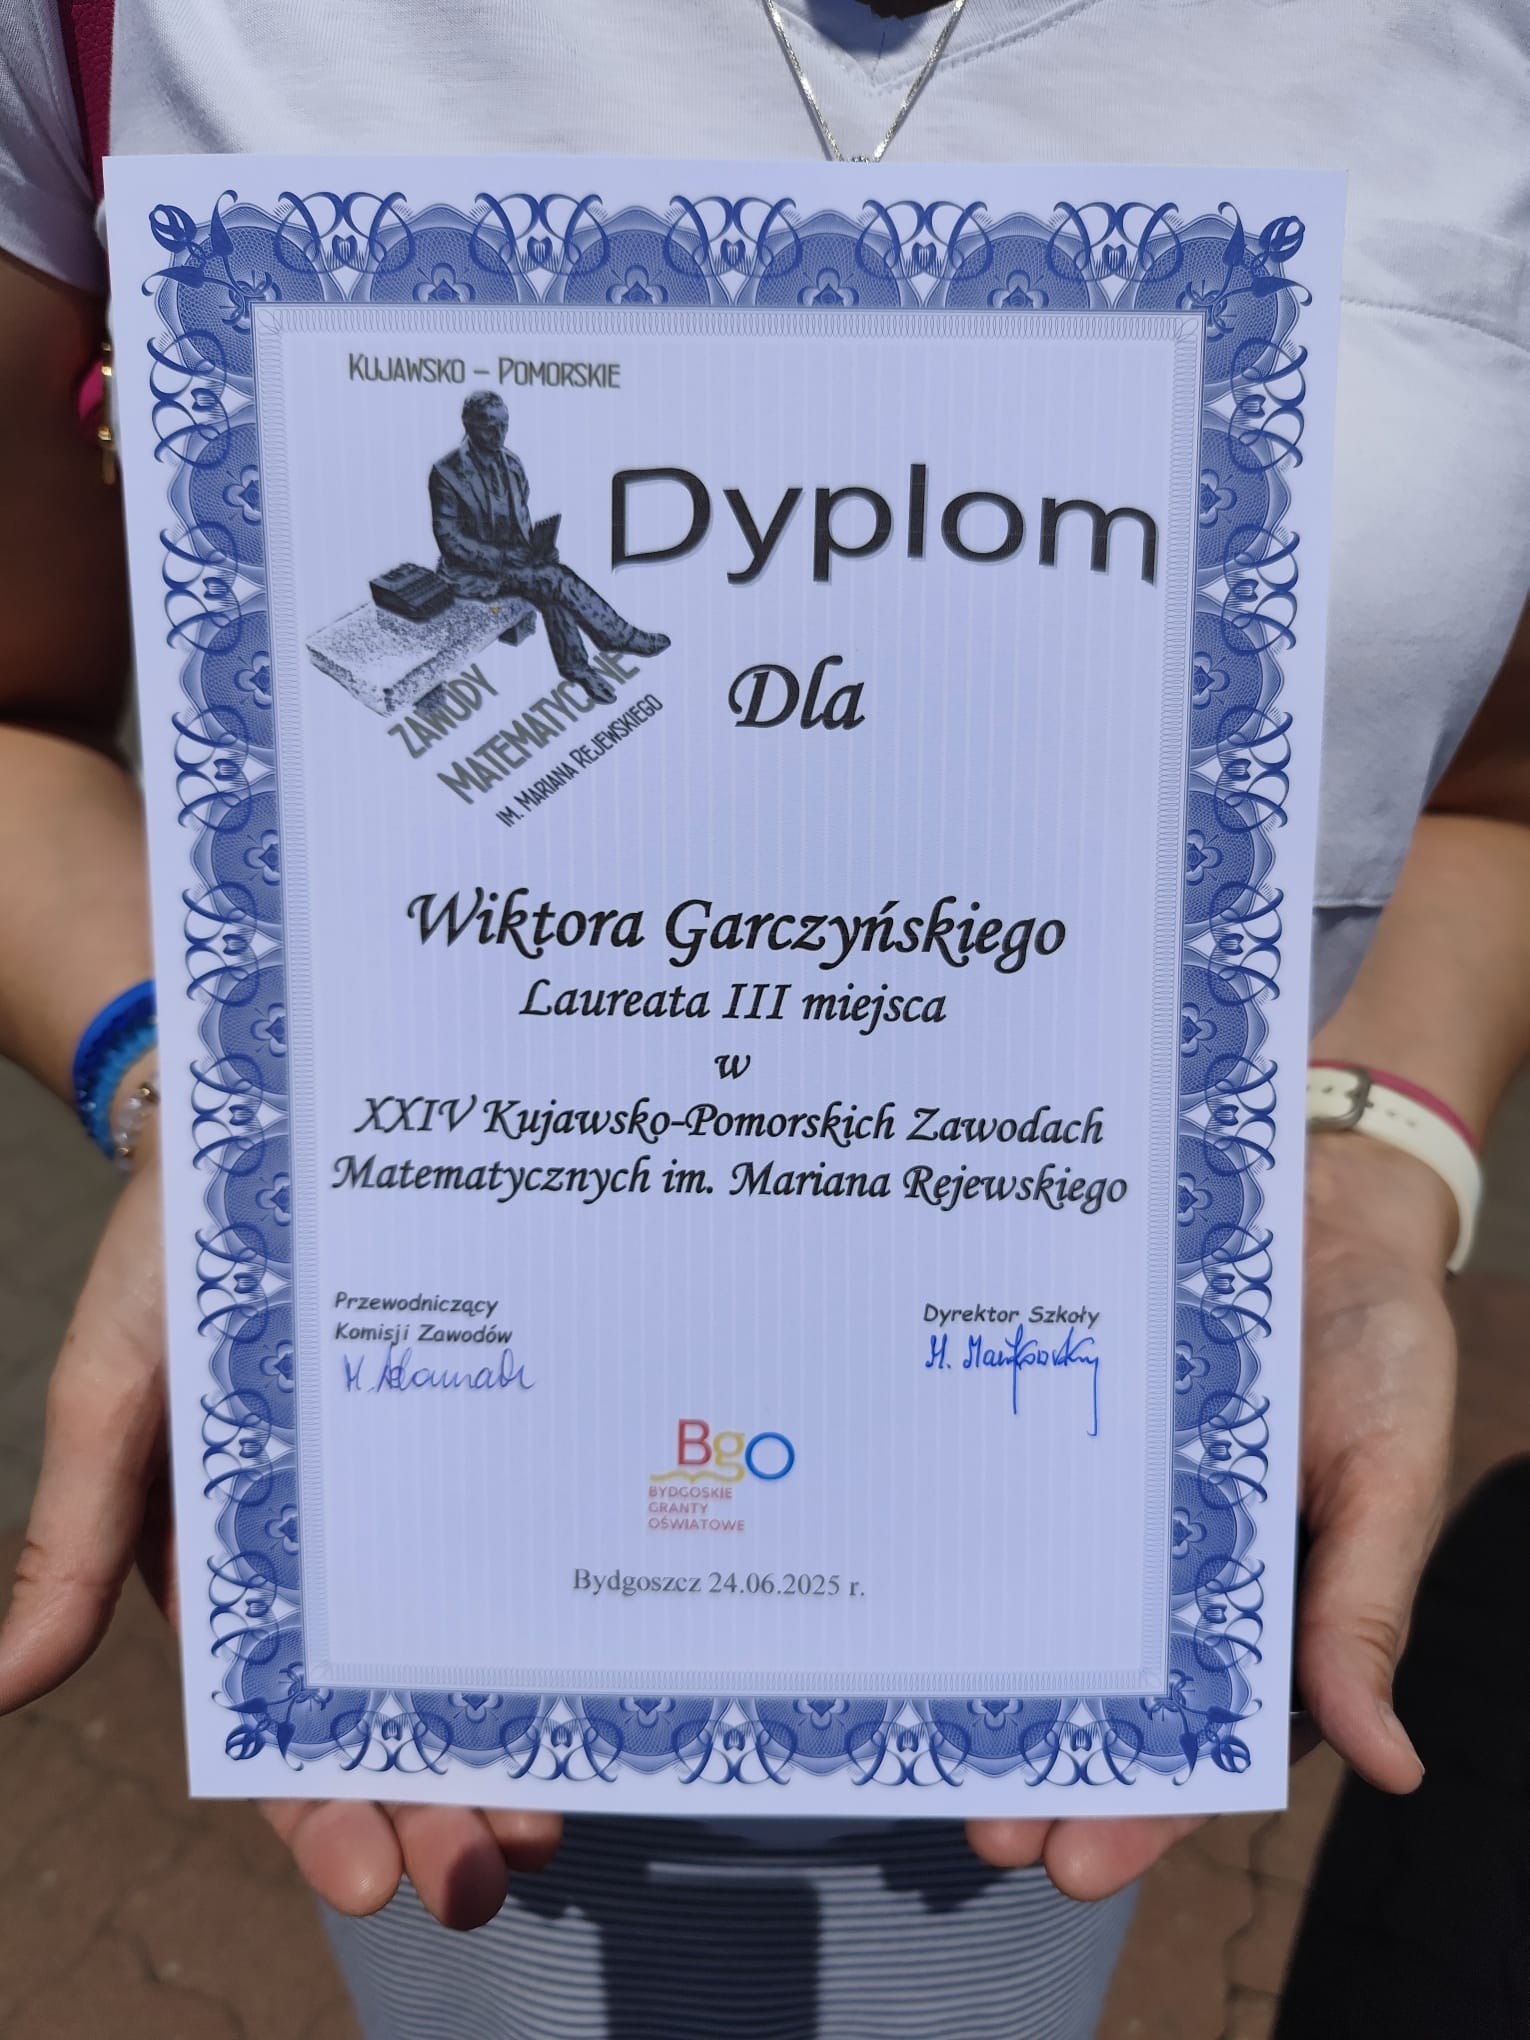 KUJAWSKO – POMORSKIE
ZAWODY
MATEMATYCZNE
IM. MARIANA REJEWSKIEGO
Dyplom
Dla
Wiktora Garczyńskiego
Laureata III miejsca
w
XXIV Kujawsko-Pomorskich Zawodach
Matematycznych im. Mariana Rejewskiego
Przewodniczący
Komisji Zawodów
Dyrektor Szkoły
BgO
BYDGOSKIE
GRANTY
OŚWIATOWE
Bydgoszcz 24.06.2025 r.